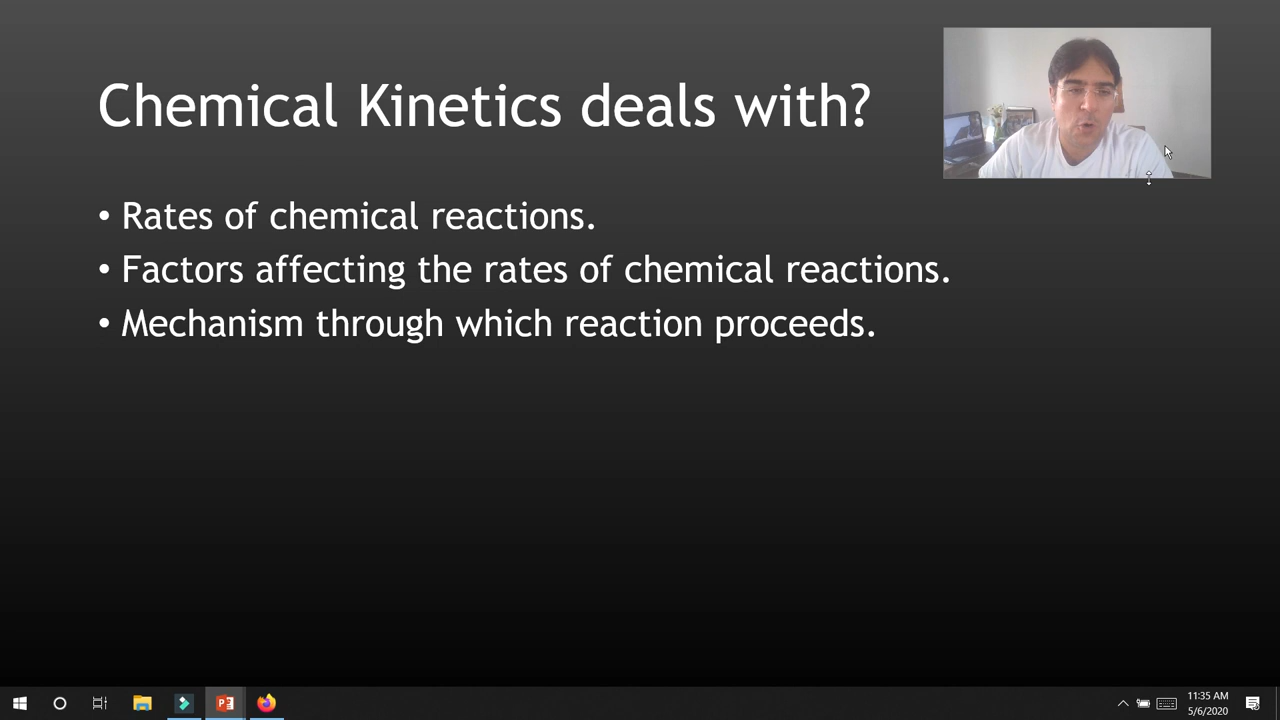 Chemical Kinetics deals with?
• Rates of chemical reactions.
• Factors affecting the rates of chemical reactions.
• Mechanism through which reaction proceeds.
11:35 AM
5/6/2020